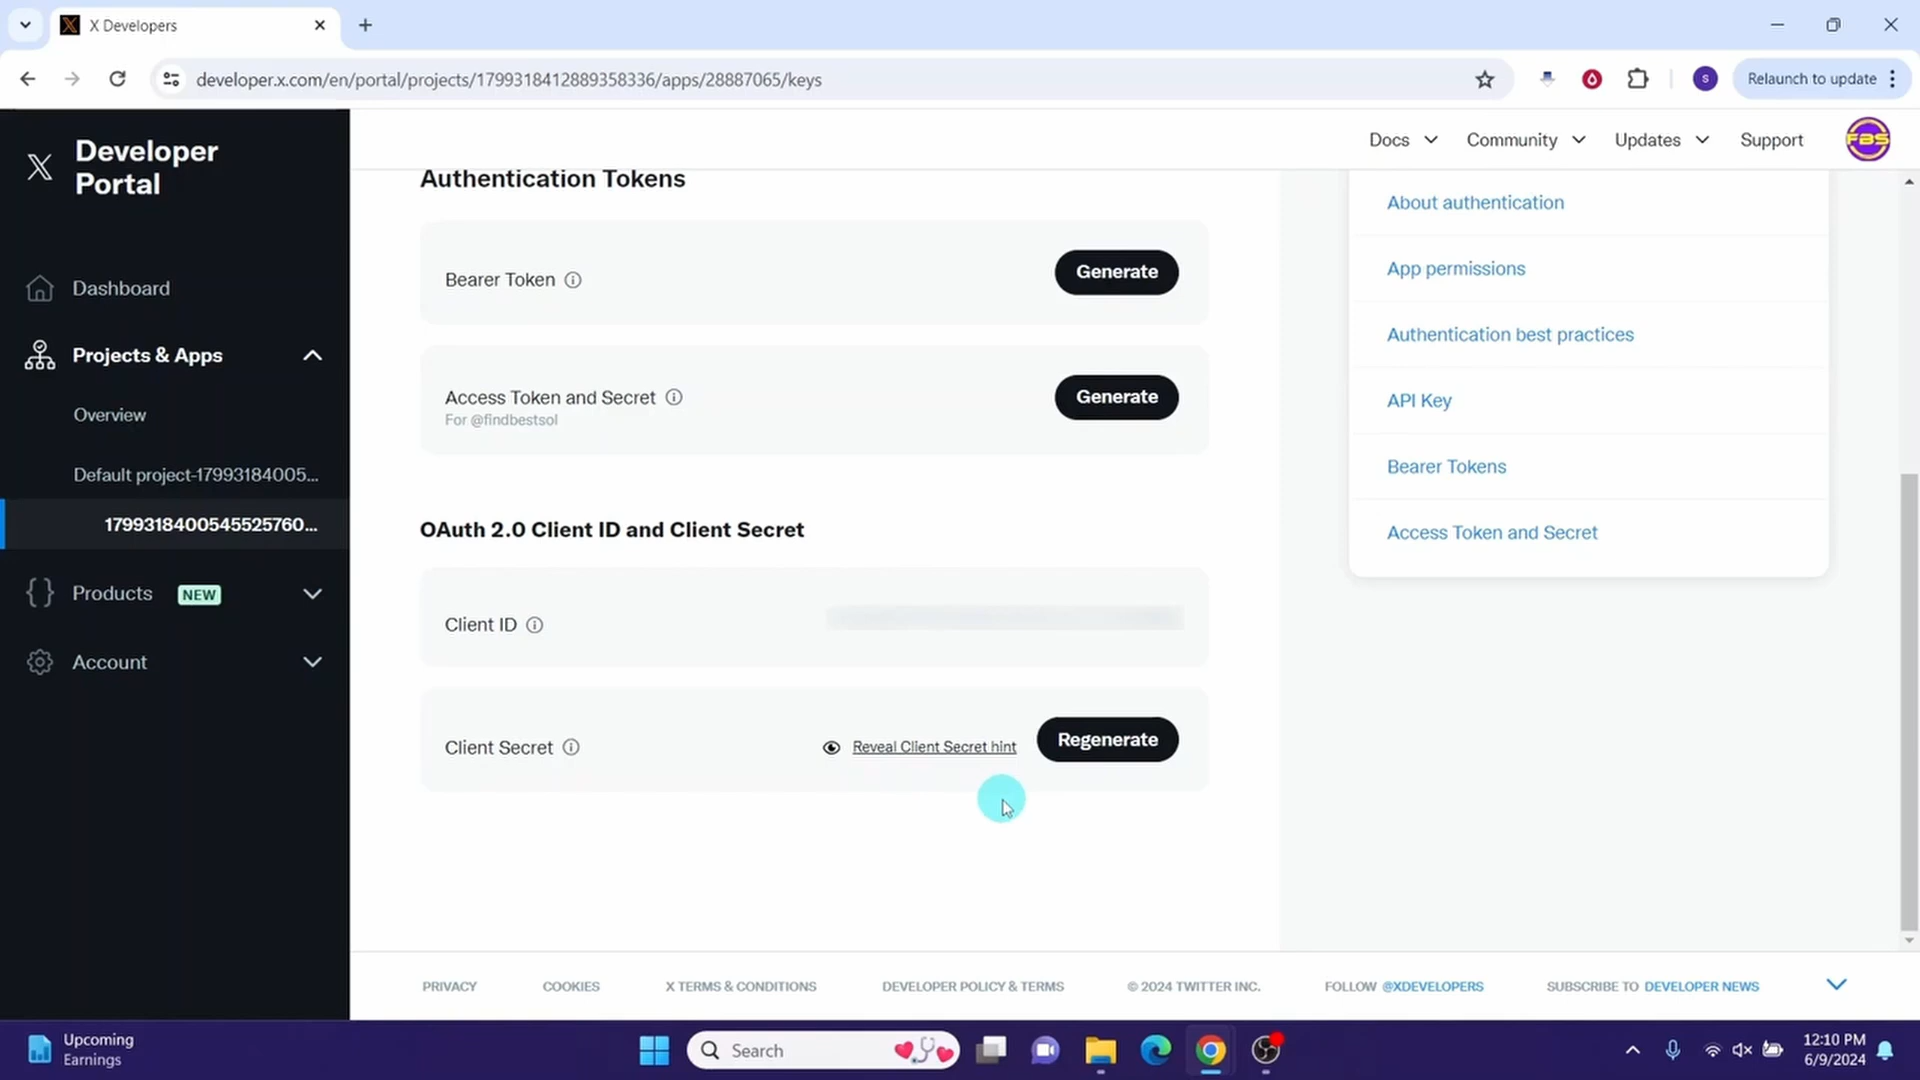 X Developers
developer.x.com/en/portal/projects/1799318412889358336/apps/28887065/keys
S
Relaunch to update
Developer
Portal
Docs
Community
Updates
Support
FBS
Dashboard
Projects & Apps
Overview
Default project-17993184005...
1799318400545525760...
Products NEW
Account
Authentication Tokens
Bearer Token
Generate
Access Token and Secret
For @findbestsol
Generate
OAuth 2.0 Client ID and Client Secret
Client ID
Client Secret
Reveal Client Secret hint
Regenerate
About authentication
App permissions
Authentication best practices
API Key
Bearer Tokens
Access Token and Secret
PRIVACY
COOKIES
X TERMS & CONDITIONS
DEVELOPER POLICY & TERMS
© 2024 TWITTER INC.
FOLLOW @XDEVELOPERS
SUBSCRIBE TO DEVELOPER NEWS
Upcoming
Earnings
Search
12:10 PM
6/9/2024